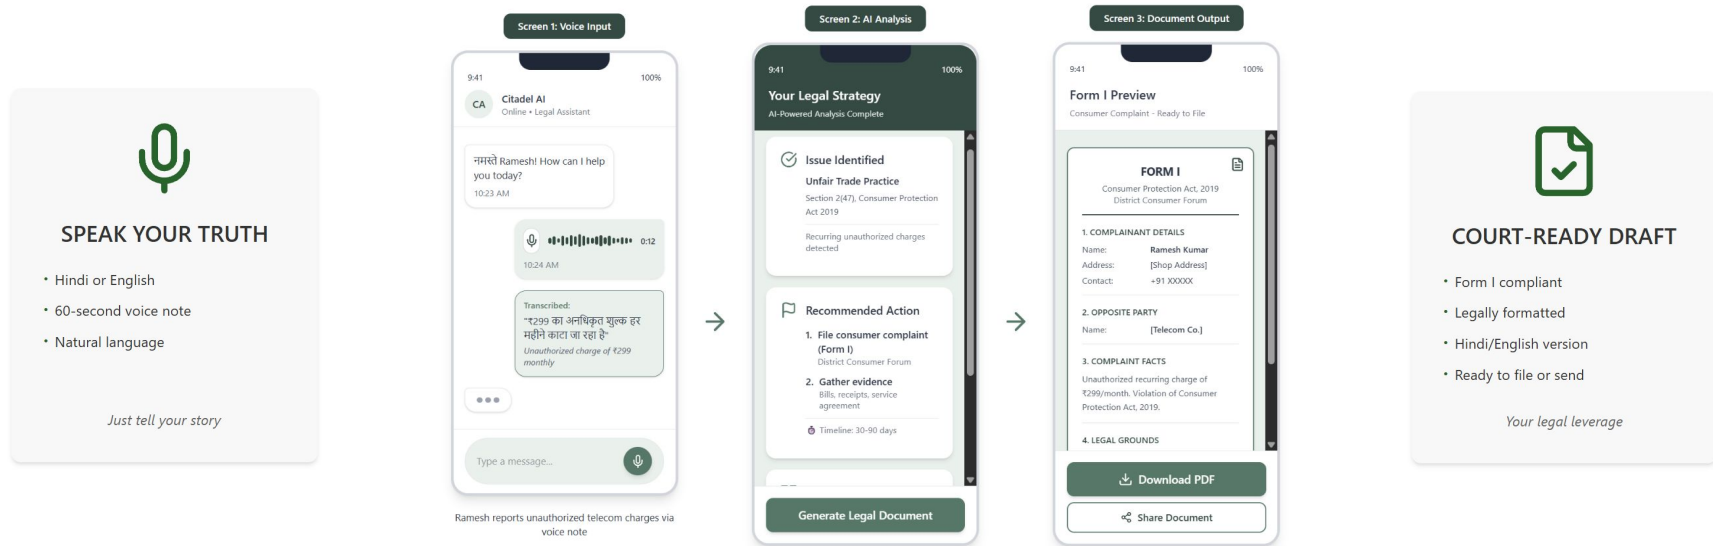 SPEAK YOUR TRUTH
• Hindi or English
• 60-second voice note
• Natural language
Just tell your story
Screen 1: Voice Input
9:41 100%
CA
Citadel AI
Online • Legal Assistant
नमस्ते Ramesh! How can I help
you today?
10:23 AM
0:12
10:24 AM
Transcribed:
"₹299 का अनधिकृत शुल्क हर
महीने काटा जा रहा है"
Unauthorized charge of ₹299
monthly
Type a message...
Ramesh reports unauthorized telecom charges via
voice note
Screen 2: AI Analysis
9:41 100%
Your Legal Strategy
AI-Powered Analysis Complete
Issue Identified
Unfair Trade Practice
Section 2(47), Consumer Protection
Act 2019
Recurring unauthorized charges
detected
Recommended Action
1. File consumer complaint
(Form I)
District Consumer Forum
2. Gather evidence
Bills, receipts, service
agreement
Timeline: 30-90 days
Generate Legal Document
Screen 3: Document Output
9:41 100%
Form I Preview
Consumer Complaint - Ready to File
FORM I
Consumer Protection Act, 2019
District Consumer Forum
1. COMPLAINANT DETAILS
Name: Ramesh Kumar
Address: [Shop Address]
Contact: +91 XXXXX
2. OPPOSITE PARTY
Name: [Telecom Co.]
3. COMPLAINT FACTS
Unauthorized recurring charge of
₹299/month. Violation of Consumer
Protection Act, 2019.
4. LEGAL GROUNDS
Download PDF
Share Document
COURT-READY DRAFT
• Form I compliant
• Legally formatted
• Hindi/English version
• Ready to file or send
Your legal leverage